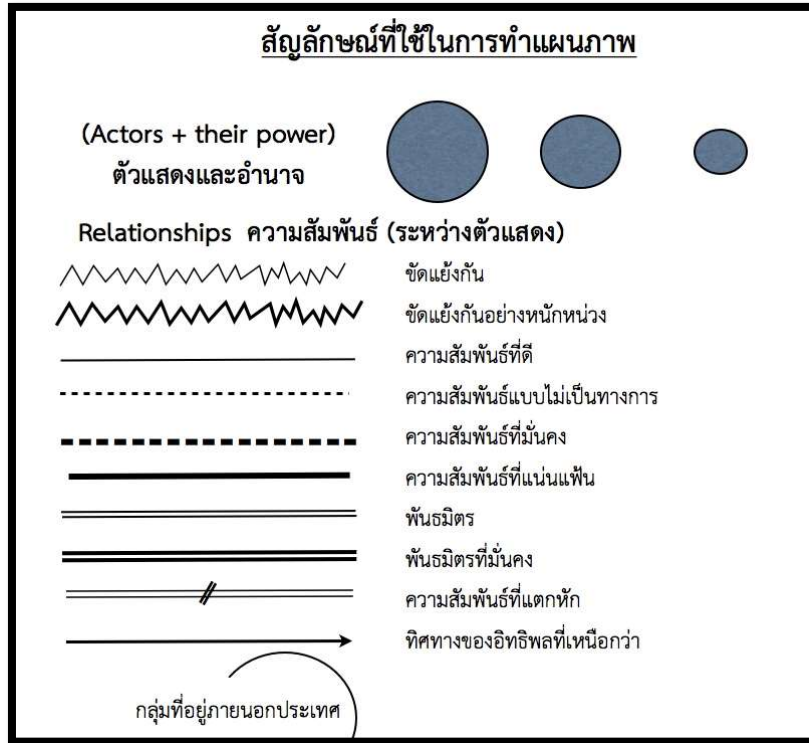 สัญลักษณ์ที่ใช้ในการทำแผนภาพ
(Actors + their power)
ตัวแสดงและอำนาจ
Relationships ความสัมพันธ์ (ระหว่างตัวแสดง)
ขัดแย้งกัน
ขัดแย้งกันอย่างหนักหน่วง
ความสัมพันธ์ที่ดี
ความสัมพันธ์แบบไม่เป็นทางการ
ความสัมพันธ์ที่มั่นคง
ความสัมพันธ์ที่แน่นแฟ้น
พันธมิตร
พันธมิตรที่มั่นคง
ความสัมพันธ์ที่แตกหัก
ทิศทางของอิทธิพลที่เหนือกว่า
กลุ่มที่อยู่ภายนอกประเทศ